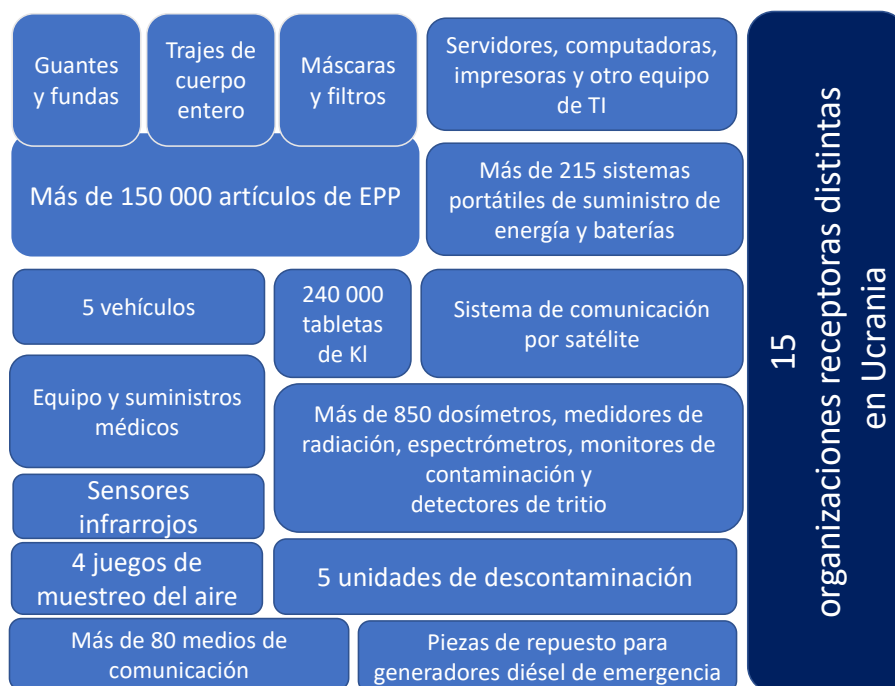 Guantes
y fundas
Trajes de
cuerpo
entero
Máscaras
y filtros
Servidores, computadoras,
impresoras y otro equipo
de TI
Más de 150 000 artículos de EPP
Más de 215 sistemas
portátiles de suministro de
energía y baterías
5 vehículos
240 000
tabletas
de Kl
Sistema de comunicación
por satélite
Equipo y suministros
médicos
Más de 850 dosímetros, medidores de
radiación, espectrómetros, monitores de
contaminación y
detectores de tritio
Sensores
infrarrojos
4 juegos de
muestreo del aire
5 unidades de descontaminación
Más de 80 medios de
comunicación
Piezas de repuesto para
generadores diésel de emergencia
15
organizaciones receptoras distintas
en Ucrania